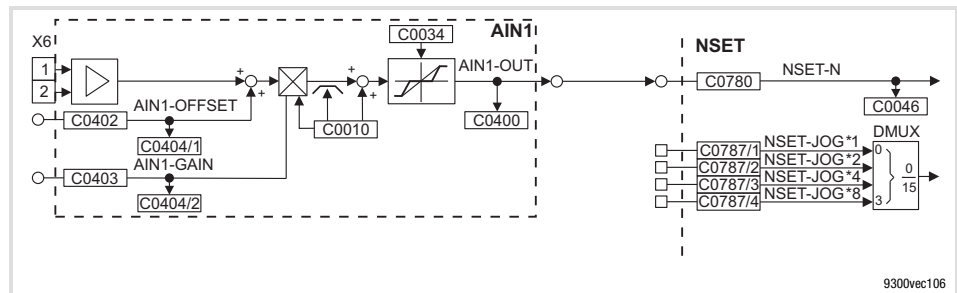 X6
1
2
C0402
AIN1-OFFSET
C0404/1
C0403
AIN1-GAIN
C0404/2
+
+
+
+
C0010
C0034
AIN1
AIN1-OUT
C0400
NSET
C0780
NSET-N
C0046
C0787/1
NSET-JOG*1
C0787/2
NSET-JOG*2
C0787/3
NSET-JOG*4
C0787/4
NSET-JOG*8
DMUX
0
3
0
15
9300vec106